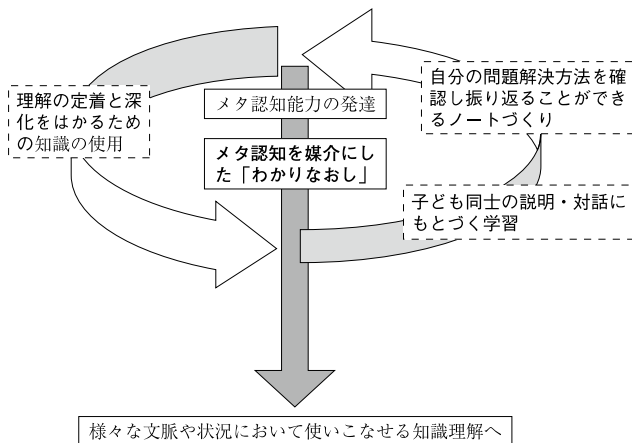 自分の問題解決方法を確
認し振り返ることができ
るノートづくり
理解の定着と深
化をはかるため
の知識の使用
メタ認知能力の発達
メタ認知を媒介にし
た「わかりなおし」
子ども同士の説明・対話に
もとづく学習
様々な文脈や状況において使いこなせる知識理解へ